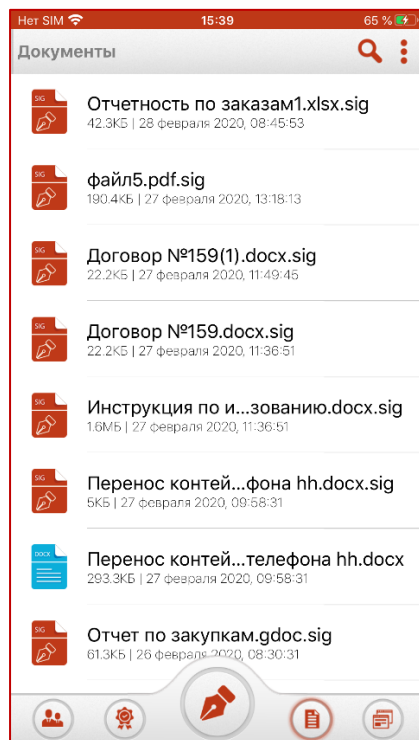 Нет SIM 15:39 65 %
Документы
SIG
Отчетность по заказам1.xlsx.sig
42.3КБ | 28 февраля 2020, 08:45:53
SIG
файл5.pdf.sig
190.4КБ | 27 февраля 2020, 13:18:13
SIG
Договор №159(1).docx.sig
22.2КБ | 27 февраля 2020, 11:49:45
SIG
Договор №159.docx.sig
22.2КБ | 27 февраля 2020, 11:36:51
SIG
Инструкция по и...зованию.docx.sig
1.6МБ | 27 февраля 2020, 11:36:51
SIG
Перенос контей...фона hh.docx.sig
5КБ | 27 февраля 2020, 09:58:31
DOCX
Перенос контей...телефона hh.docx
293.3КБ | 27 февраля 2020, 09:58:31
SIG
Отчет по закупкам.gdoc.sig
61.3КБ | 26 февраля 2020, 08:30:31